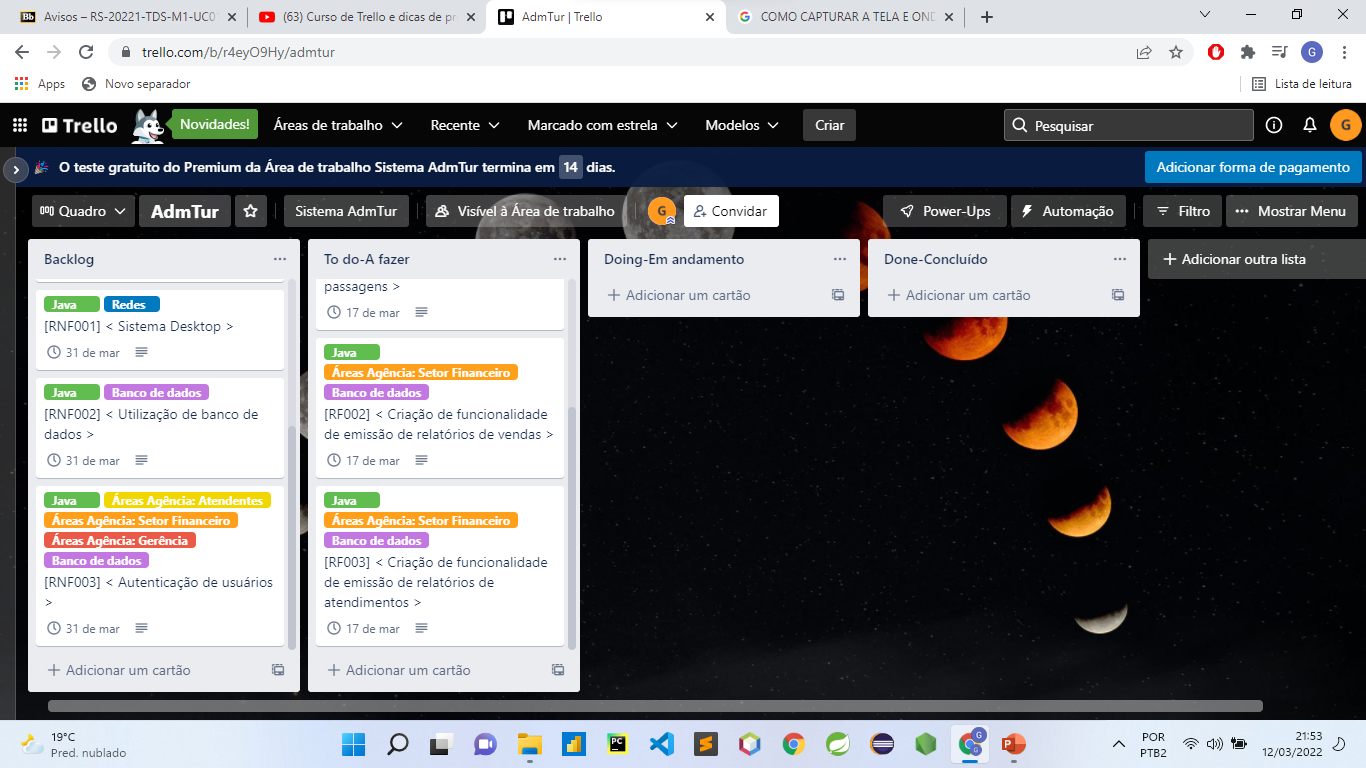 Avisos – RS-20221-TDS-M1-UC0
(63) Curso de Trello e dicas de pr
AdmTur | Trello
COMO CAPTURAR A TELA E OND
trello.com/b/r4eyO9Hy/admtur
G
Apps
Novo separador
Lista de leitura
Trello
Novidades!
Áreas de trabalho
Recente
Marcado com estrela
Modelos
Criar
Pesquisar
G
O teste gratuito do Premium da Área de trabalho Sistema AdmTur termina em 14 dias.
Adicionar forma de pagamento
Quadro
AdmTur
Sistema AdmTur
Visível à Área de trabalho
G
Convidar
Power-Ups
Automação
Filtro
Mostrar Menu
Backlog
Java Redes
[RNF001] < Sistema Desktop >
31 de mar
Java Banco de dados
[RNF002] < Utilização de banco de
dados >
31 de mar
Java Áreas Agência: Atendentes
Áreas Agência: Setor Financeiro
Áreas Agência: Gerência
Banco de dados
[RNF003] < Autenticação de usuários
>
31 de mar
+ Adicionar um cartão
To do-A fazer
passagens >
17 de mar
Java
Áreas Agência: Setor Financeiro
Banco de dados
[RF002] < Criação de funcionalidade
de emissão de relatórios de vendas >
17 de mar
Java
Áreas Agência: Setor Financeiro
Banco de dados
[RF003] < Criação de funcionalidade
de emissão de relatórios de
atendimentos >
17 de mar
+ Adicionar um cartão
Doing-Em andamento
+ Adicionar um cartão
Done-Concluído
+ Adicionar um cartão
+ Adicionar outra lista
19°C
Pred. nublado
POR
PTB2
21:53
12/03/2022